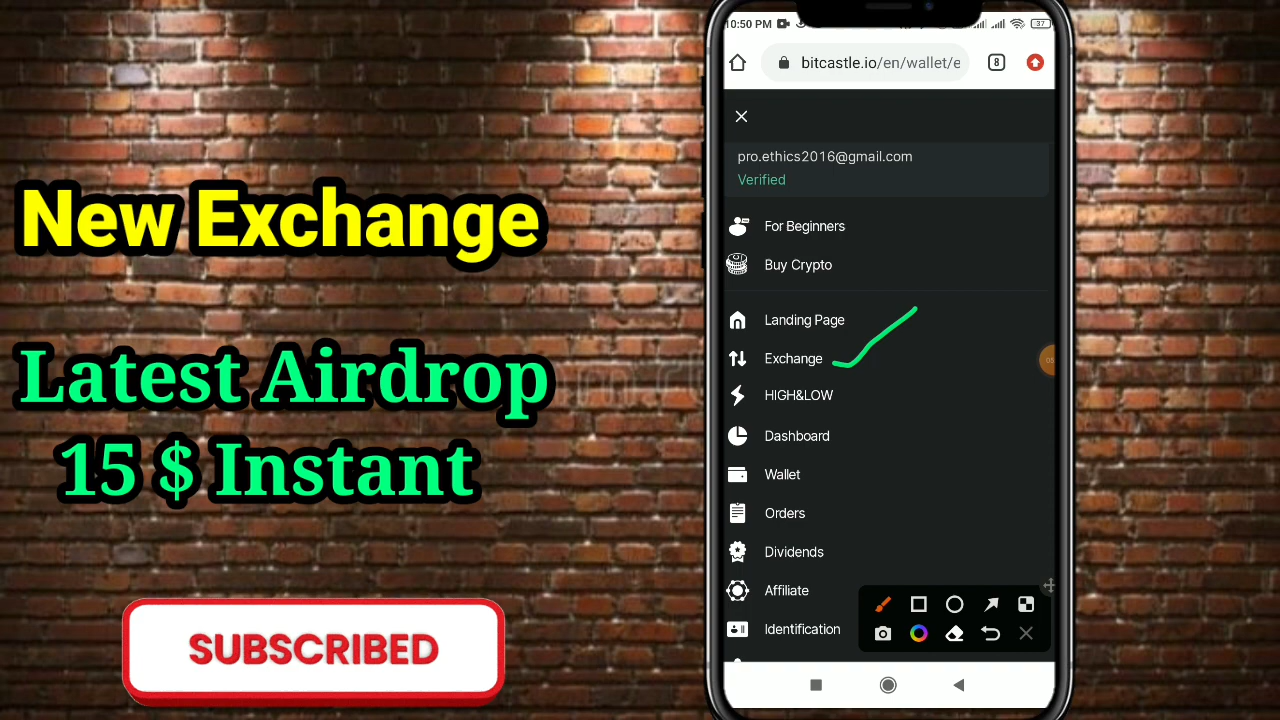 New Exchange
Latest Airdrop
15 $ Instant
SUBSCRIBED
10:50 PM
37
bitcastle.io/en/wallet/e
8
pro.ethics2016@gmail.com
Verified
For Beginners
Buy Crypto
Landing Page
Exchange
HIGH&LOW
Dashboard
Wallet
Orders
Dividends
Affiliate
Identification